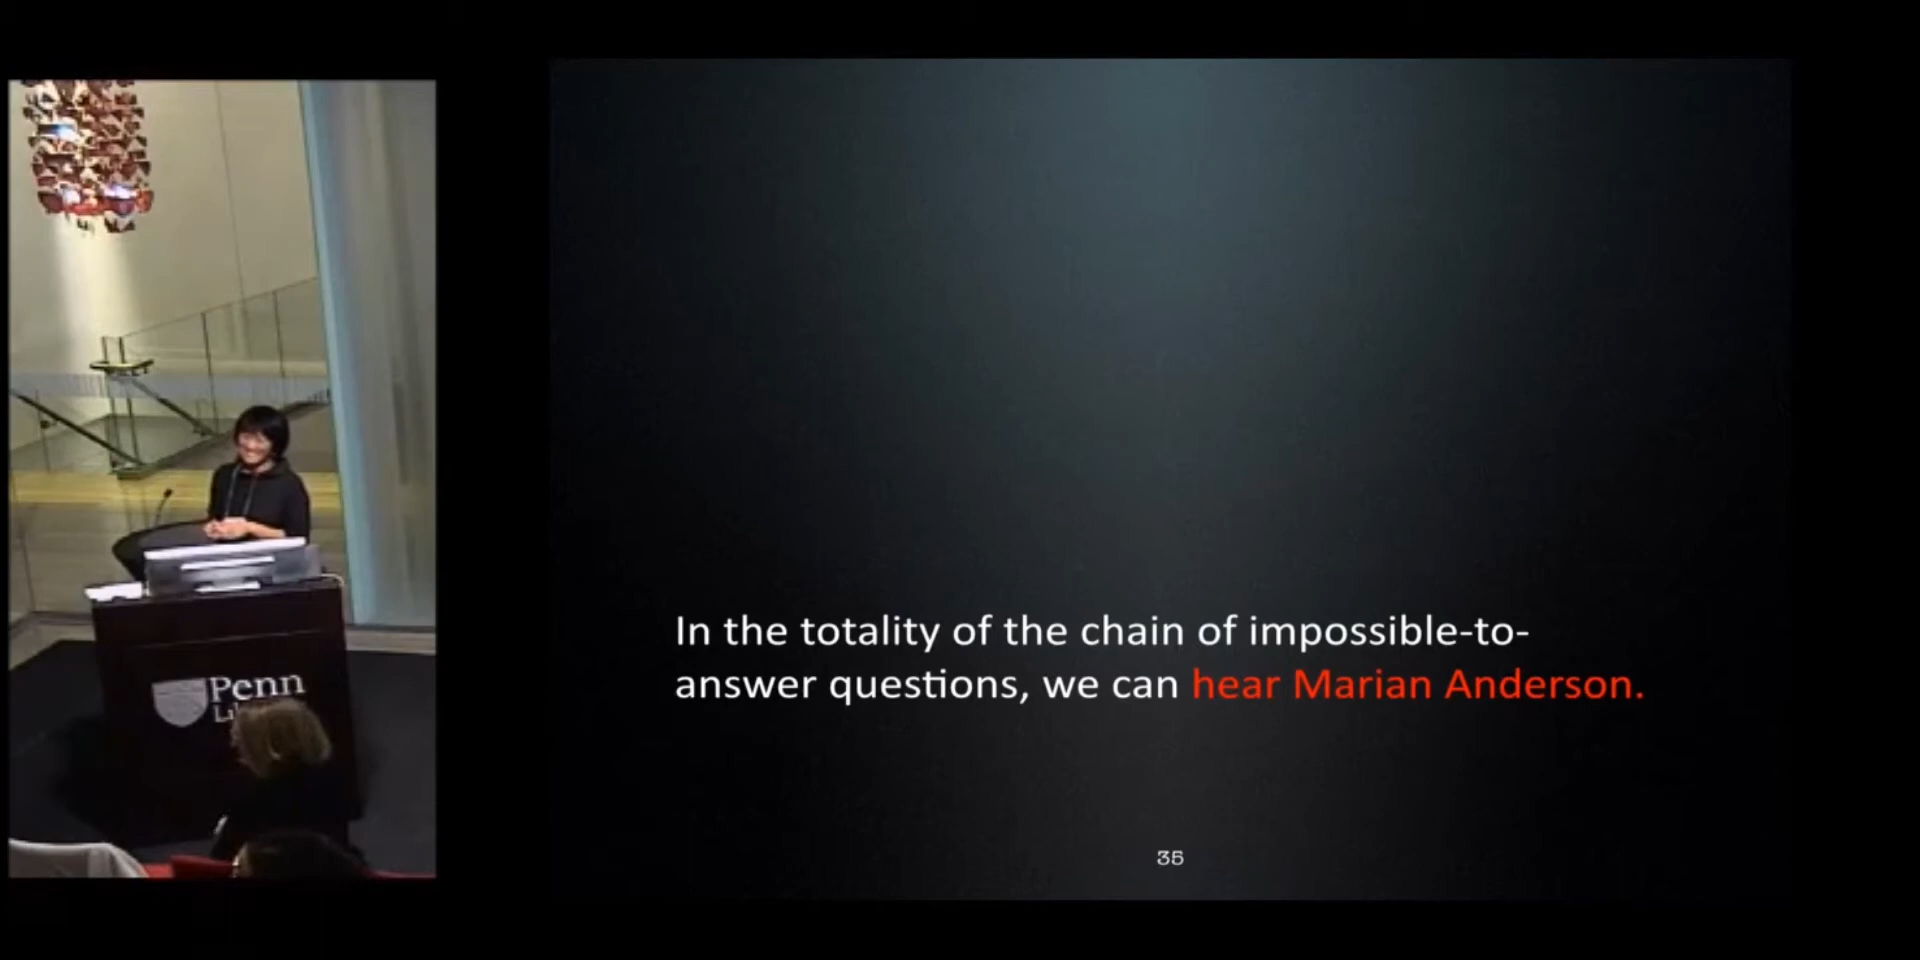 Penn
In the totality of the chain of impossible-to-
answer questions, we can hear Marian Anderson.
35